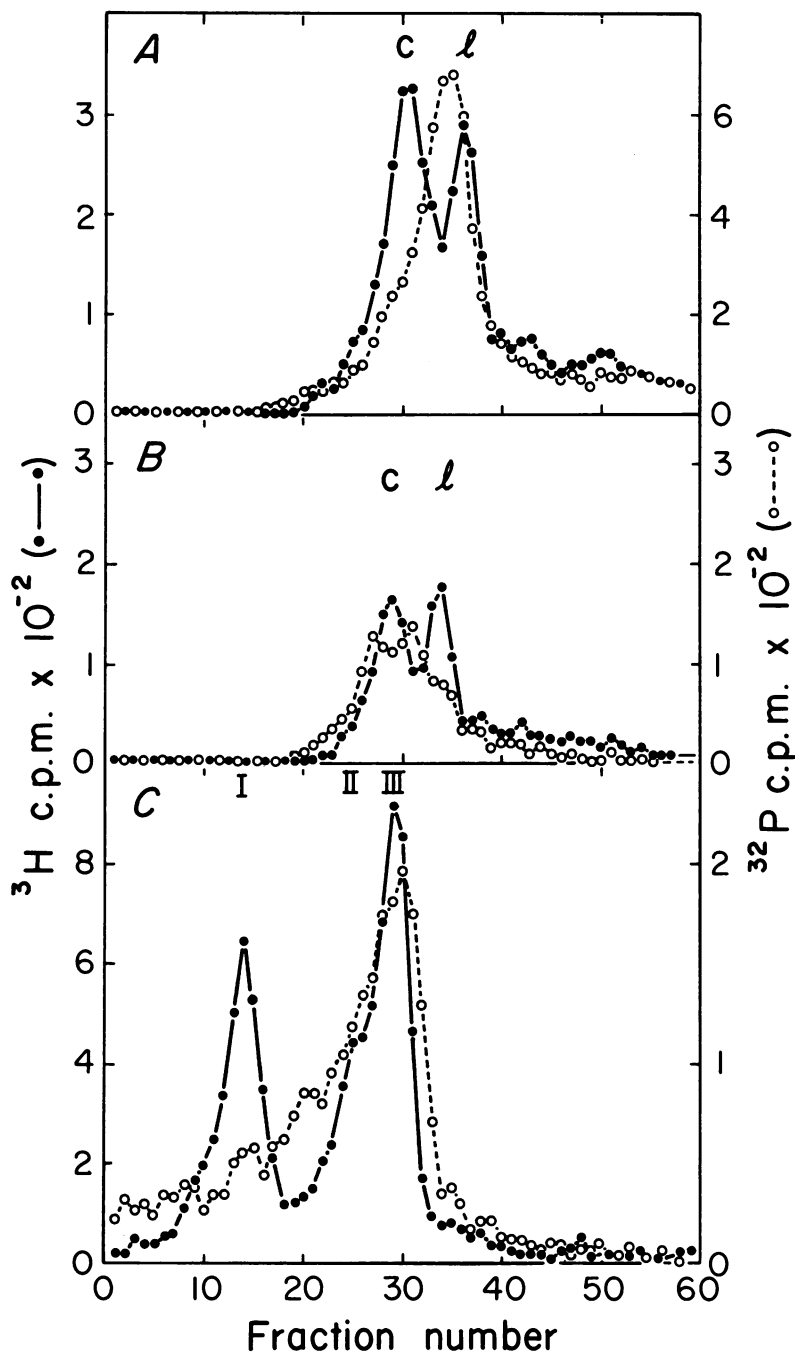 A
c ℓ
3 6
2 4
1 2
0 0
B
c ℓ
3 3
2 2
1 1
0 0
C
I II III
8 2
6
4 1
2
0 0
0 10 20 30 40 50 60
Fraction number
³H c.p.m. x 10⁻² (•—•)
³²P c.p.m. x 10⁻² (o----o)